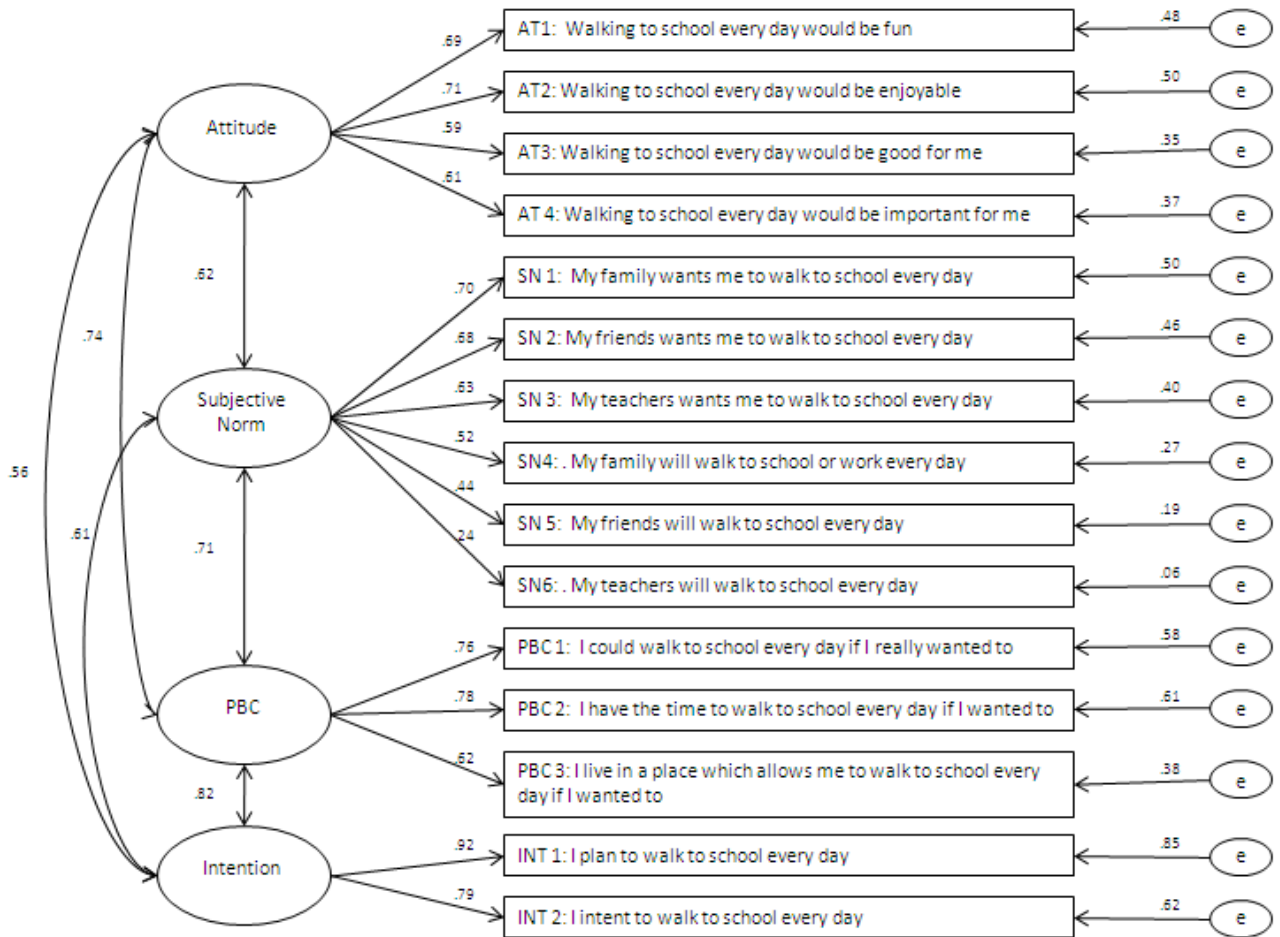 AT1: Walking to school every day would be fun
.48
e
.69
AT2: Walking to school every day would be enjoyable
.50
e
.71
Attitude
.59
AT3: Walking to school every day would be good for me
.35
e
.61
AT 4: Walking to school every day would be important for me
.37
e
.62
SN 1: My family wants me to walk to school every day
.50
e
.70
.74
.68
SN 2: My friends wants me to walk to school every day
.46
e
Subjective
Norm
.63
SN 3: My teachers wants me to walk to school every day
.40
e
.56
.52
SN4: . My family will walk to school or work every day
.27
e
.61
.71
.44
SN 5: My friends will walk to school every day
.19
e
.24
SN6: . My teachers will walk to school every day
.06
e
.76
PBC 1: I could walk to school every day if I really wanted to
.58
e
PBC
.78
PBC 2: I have the time to walk to school every day if I wanted to
.61
e
.62
PBC 3: I live in a place which allows me to walk to school every
day if I wanted to
.38
e
.82
Intention
.92
INT 1: I plan to walk to school every day
.85
e
.79
INT 2: I intent to walk to school every day
.62
e